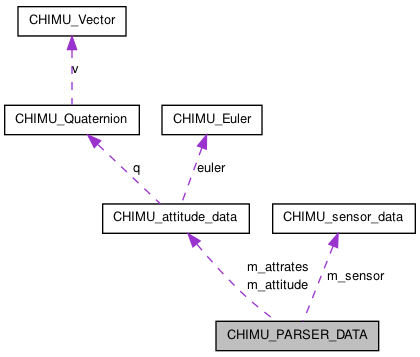 CHIMU_Vector
v
CHIMU_Quaternion
CHIMU_Euler
q
euler
CHIMU_attitude_data
CHIMU_sensor_data
m_attrates
m_attitude
m_sensor
CHIMU_PARSER_DATA